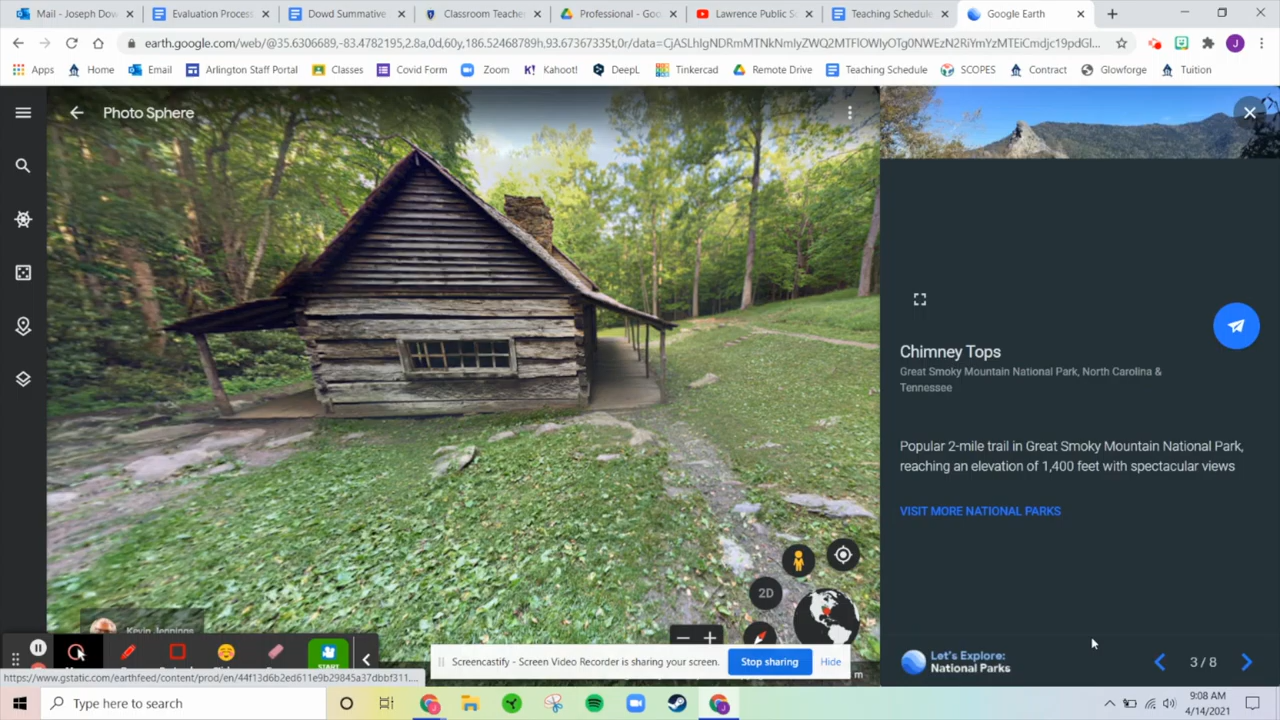 Mail - Joseph Dow
Evaluation Process
Dowd Summative
Classroom Teache
Professional - Goo
Lawrence Public S
Teaching Schedule
Google Earth
earth.google.com/web/@35.6306689,-83.4782195,2.8a,0d,60y,186.52468789h,93.67367335t,0r/data=CjASLhIgNDRmMTNkNmIyZWQ2MTFlOWIyOTg0NWEzN2RiYmYzMTEiCmdjc19pdGl...
Apps
Home
Email
Arlington Staff Portal
Classes
Covid Form
Zoom
Kahoot!
DeepL
Tinkercad
Remote Drive
Teaching Schedule
SCOPES
Contract
Glowforge
Tuition
Photo Sphere
Chimney Tops
Great Smoky Mountain National Park, North Carolina &
Tennessee
Popular 2-mile trail in Great Smoky Mountain National Park,
reaching an elevation of 1,400 feet with spectacular views
VISIT MORE NATIONAL PARKS
2D
Kevin Jennings
START
Screencastify - Screen Video Recorder is sharing your screen.
Stop sharing
Hide
m
Let's Explore:
National Parks
3 / 8
https://www.gstatic.com/earthfeed/content/prod/en/44f13d6b2ed611e9b29845a37dbbf311...
Type here to search
9:08 AM
4/14/2021